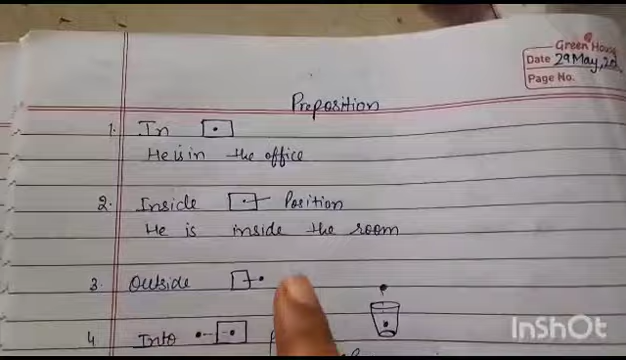 Green House
Date 29 May, 20
Page No.
Preposition
1. In
He is in the office
2. Inside Position
He is inside the room
3. Outside
4 Into
InShOt